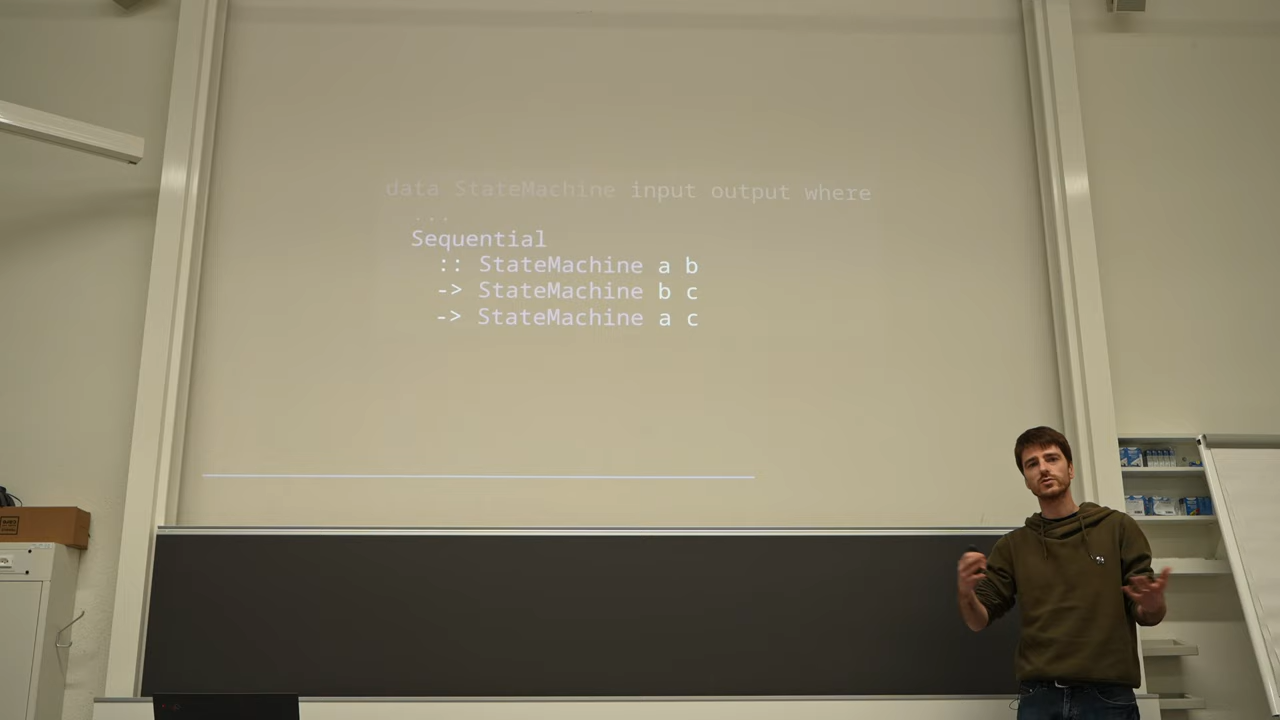 data StateMachine input output where
...
Sequential
:: StateMachine a b
-> StateMachine b c
-> StateMachine a c